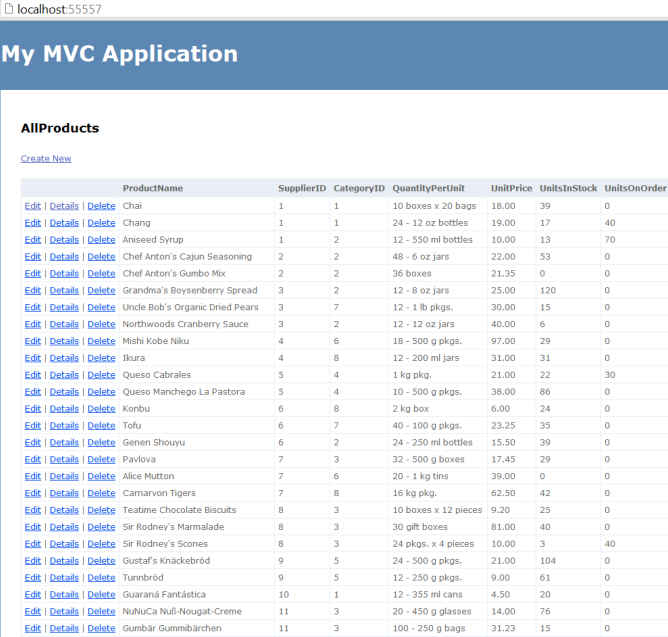 localhost:55557
My MVC Application
AllProducts
Create New
ProductName SupplierID CategoryID QuantityPerUnit UnitPrice UnitsInStock UnitsOnOrder
Edit | Details | Delete Chai 1 1 10 boxes x 20 bags 18.00 39 0
Edit | Details | Delete Chang 1 1 24 - 12 oz bottles 19.00 17 40
Edit | Details | Delete Aniseed Syrup 1 2 12 - 550 ml bottles 10.00 13 70
Edit | Details | Delete Chef Anton's Cajun Seasoning 2 2 48 - 6 oz jars 22.00 53 0
Edit | Details | Delete Chef Anton's Gumbo Mix 2 2 36 boxes 21.35 0 0
Edit | Details | Delete Grandma's Boysenberry Spread 3 2 12 - 8 oz jars 25.00 120 0
Edit | Details | Delete Uncle Bob's Organic Dried Pears 3 7 12 - 1 lb pkgs. 30.00 15 0
Edit | Details | Delete Northwoods Cranberry Sauce 3 2 12 - 12 oz jars 40.00 6 0
Edit | Details | Delete Mishi Kobe Niku 4 6 18 - 500 g pkgs. 97.00 29 0
Edit | Details | Delete Ikura 4 8 12 - 200 ml jars 31.00 31 0
Edit | Details | Delete Queso Cabrales 5 4 1 kg pkg. 21.00 22 30
Edit | Details | Delete Queso Manchego La Pastora 5 4 10 - 500 g pkgs. 38.00 86 0
Edit | Details | Delete Konbu 6 8 2 kg box 6.00 24 0
Edit | Details | Delete Tofu 6 7 40 - 100 g pkgs. 23.25 35 0
Edit | Details | Delete Genen Shouyu 6 2 24 - 250 ml bottles 15.50 39 0
Edit | Details | Delete Pavlova 7 3 32 - 500 g boxes 17.45 29 0
Edit | Details | Delete Alice Mutton 7 6 20 - 1 kg tins 39.00 0 0
Edit | Details | Delete Carnarvon Tigers 7 8 16 kg pkg. 62.50 42 0
Edit | Details | Delete Teatime Chocolate Biscuits 8 3 10 boxes x 12 pieces 9.20 25 0
Edit | Details | Delete Sir Rodney's Marmalade 8 3 30 gift boxes 81.00 40 0
Edit | Details | Delete Sir Rodney's Scones 8 3 24 pkgs. x 4 pieces 10.00 3 40
Edit | Details | Delete Gustaf's Knäckebröd 9 5 24 - 500 g pkgs. 21.00 104 0
Edit | Details | Delete Tunnbröd 9 5 12 - 250 g pkgs. 9.00 61 0
Edit | Details | Delete Guaraná Fantástica 10 1 12 - 355 ml cans 4.50 20 0
Edit | Details | Delete NuNuCa Nuß-Nougat-Creme 11 3 20 - 450 g glasses 14.00 76 0
Edit | Details | Delete Gumbär Gummibärchen 11 3 100 - 250 g bags 31.23 15 0